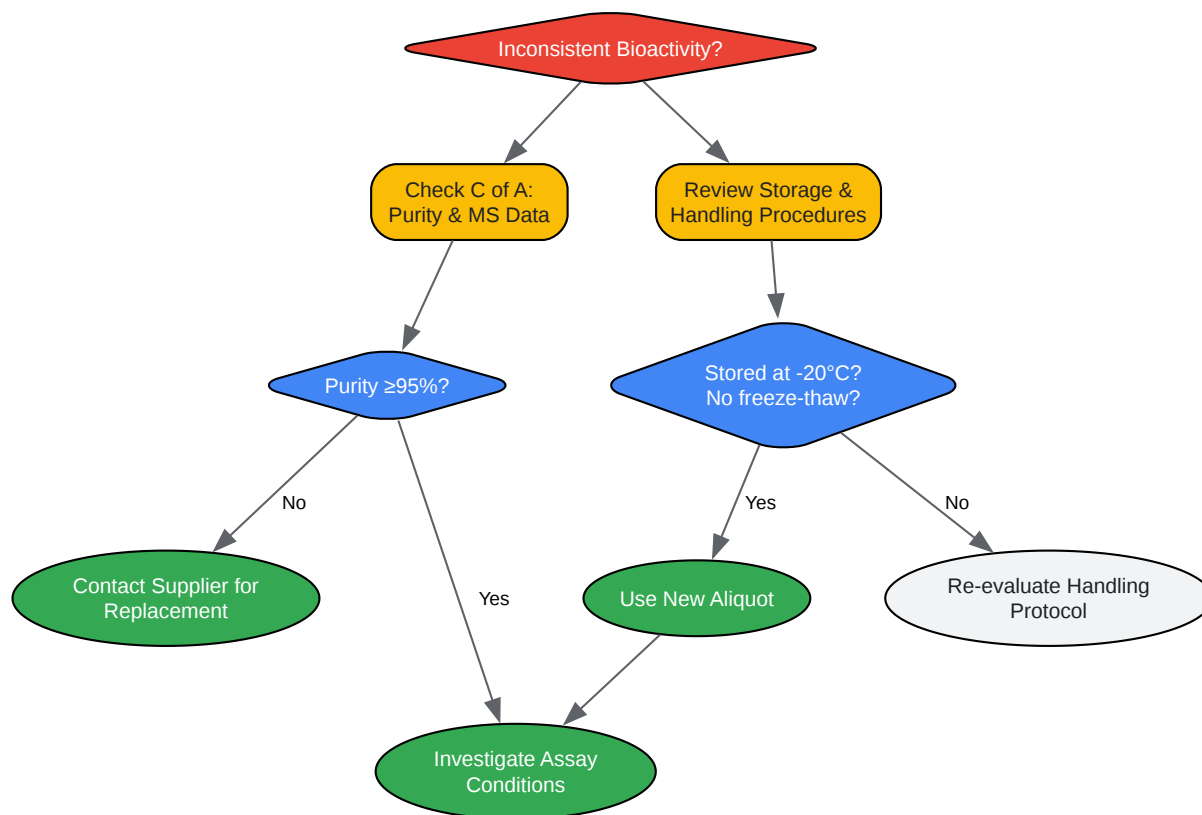 Inconsistent Bioactivity?
Check C of A:
Purity & MS Data
Review Storage &
Handling Procedures
Purity ≥95%?
Stored at -20°C?
No freeze-thaw?
No
Yes
No
Contact Supplier for
Replacement
Yes
Use New Aliquot
Re-evaluate Handling
Protocol
Investigate Assay
Conditions